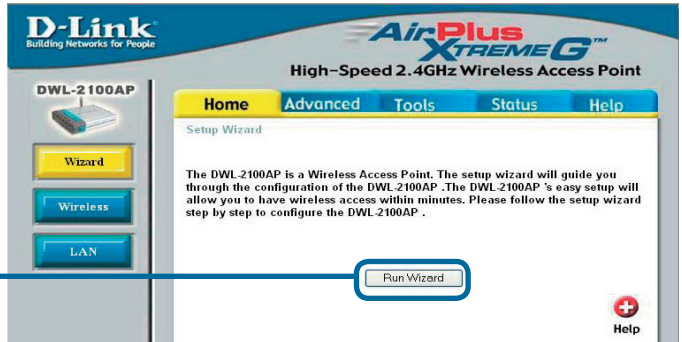 D-Link
Building Networks for People
AirPlus
XTREME G™
High-Speed 2.4GHz Wireless Access Point
DWL-2100AP
Home Advanced Tools Status Help
Setup Wizard
Wizard
Wireless
LAN
The DWL-2100AP is a Wireless Access Point. The setup wizard will guide you
through the configuration of the DWL-2100AP .The DWL-2100AP 's easy setup will
allow you to have wireless access within minutes. Please follow the setup wizard
step by step to configure the DWL-2100AP .
Run Wizard
Help